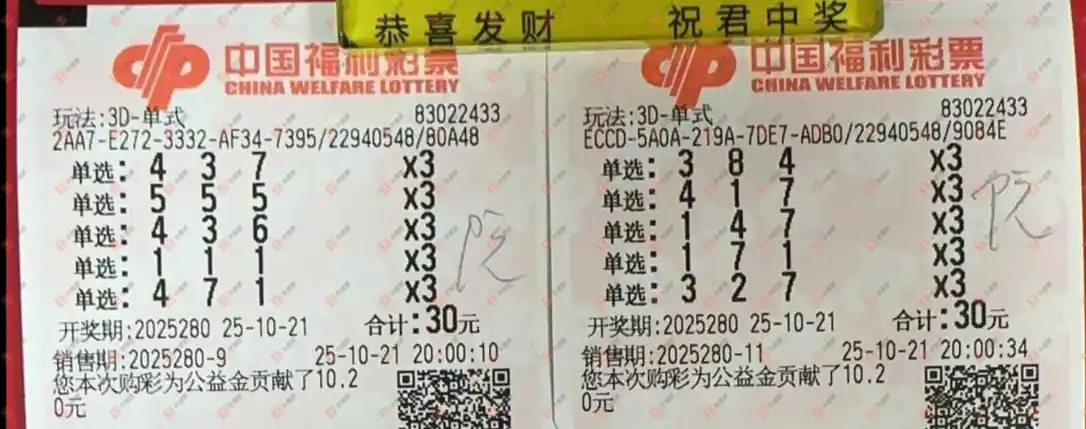 恭喜发财 祝君中奖
中国福利彩票
CHINA WELFARE LOTTERY
玩法:3D-单式 83022433
2AA7-E272-3332-AF34-7395/22940548/80A48
单选: 4 3 7 x3
单选: 5 5 5 x3
单选: 4 3 6 x3
单选: 1 1 1 x3
单选: 4 7 1 x3
开奖期:2025280 25-10-21 合计:30元
销售期:2025280-9 25-10-21 20:00:10
您本次购彩为公益金贡献了10.2
0元
中国福利彩票
CHINA WELFARE LOTTERY
玩法:3D-单式 83022433
ECCD-5A0A-219A-7DE7-ADB0/22940548/9084E
单选: 3 8 4 x3
单选: 4 1 7 x3
单选: 1 4 7 x3
单选: 1 7 1 x3
单选: 3 2 7 x3
开奖期:2025280 25-10-21 合计:30元
销售期:2025280-11 25-10-21 20:00:34
您本次购彩为公益金贡献了10.2
0元